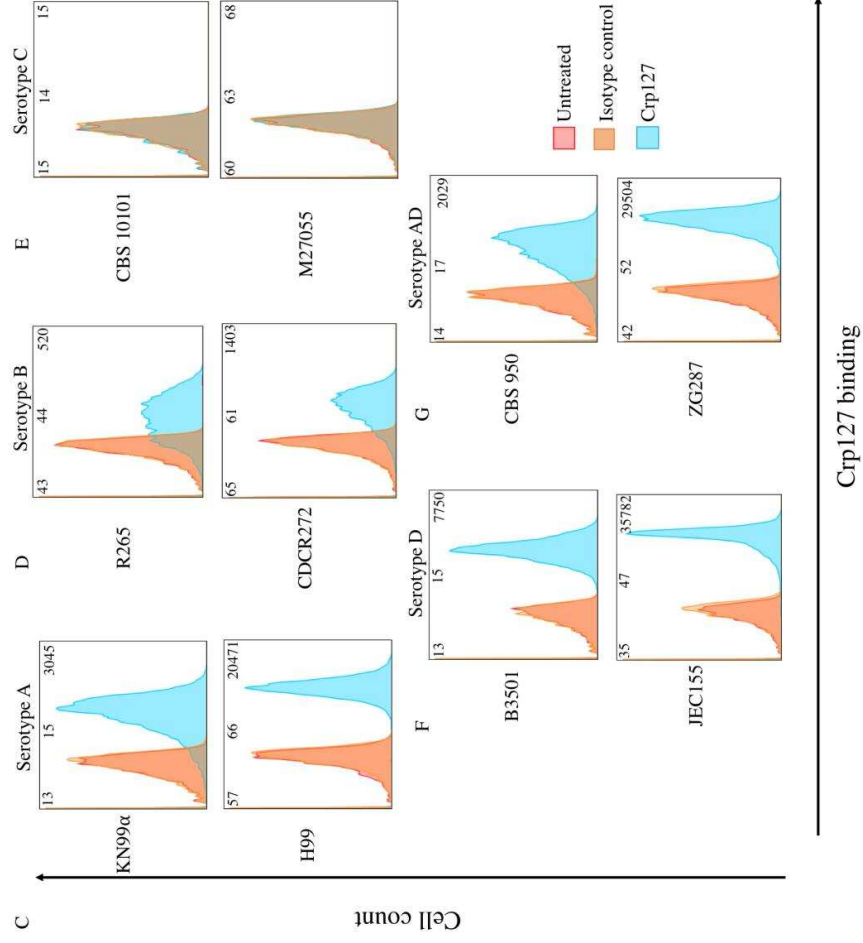 C
Cell count
Serotype A
KN99α
13 15 3045
H99
57 66 20471
D
Serotype B
R265
43 44 520
CDCR272
65 61 1403
E
Serotype C
CBS 10101
15 14 15
M27055
60 63 68
F
Serotype D
B3501
13 15 7750
JEC155
35 47 35782
G
Serotype AD
CBS 950
14 17 2029
ZG287
42 52 29504
Untreated
Isotype control
Crp127
Crp127 binding